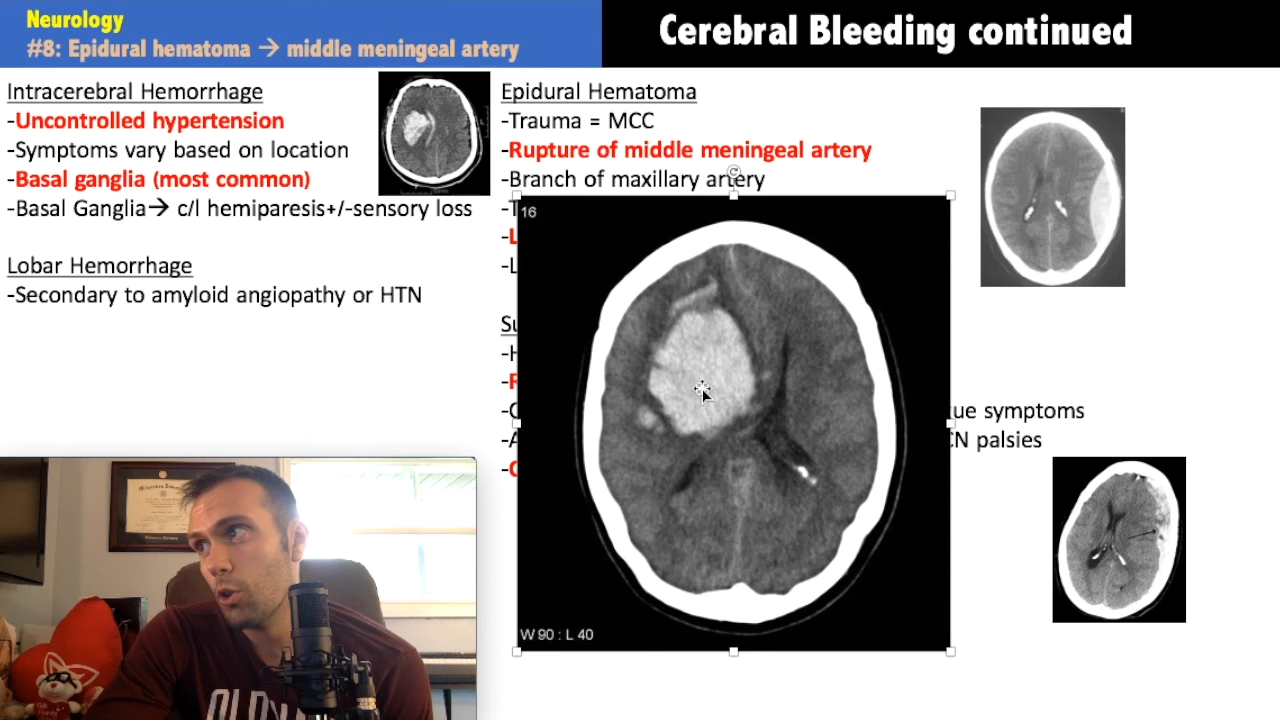 Neurology
#8: Epidural hematoma → middle meningeal artery
Cerebral Bleeding continued
Intracerebral Hemorrhage
-Uncontrolled hypertension
-Symptoms vary based on location
-Basal ganglia (most common)
-Basal Ganglia→ c/l hemiparesis+/-sensory loss
Lobar Hemorrhage
-Secondary to amyloid angiopathy or HTN
Epidural Hematoma
-Trauma = MCC
-Rupture of middle meningeal artery
-Branch of maxillary artery
symptoms
CN palsies
16
W 90 : L 40